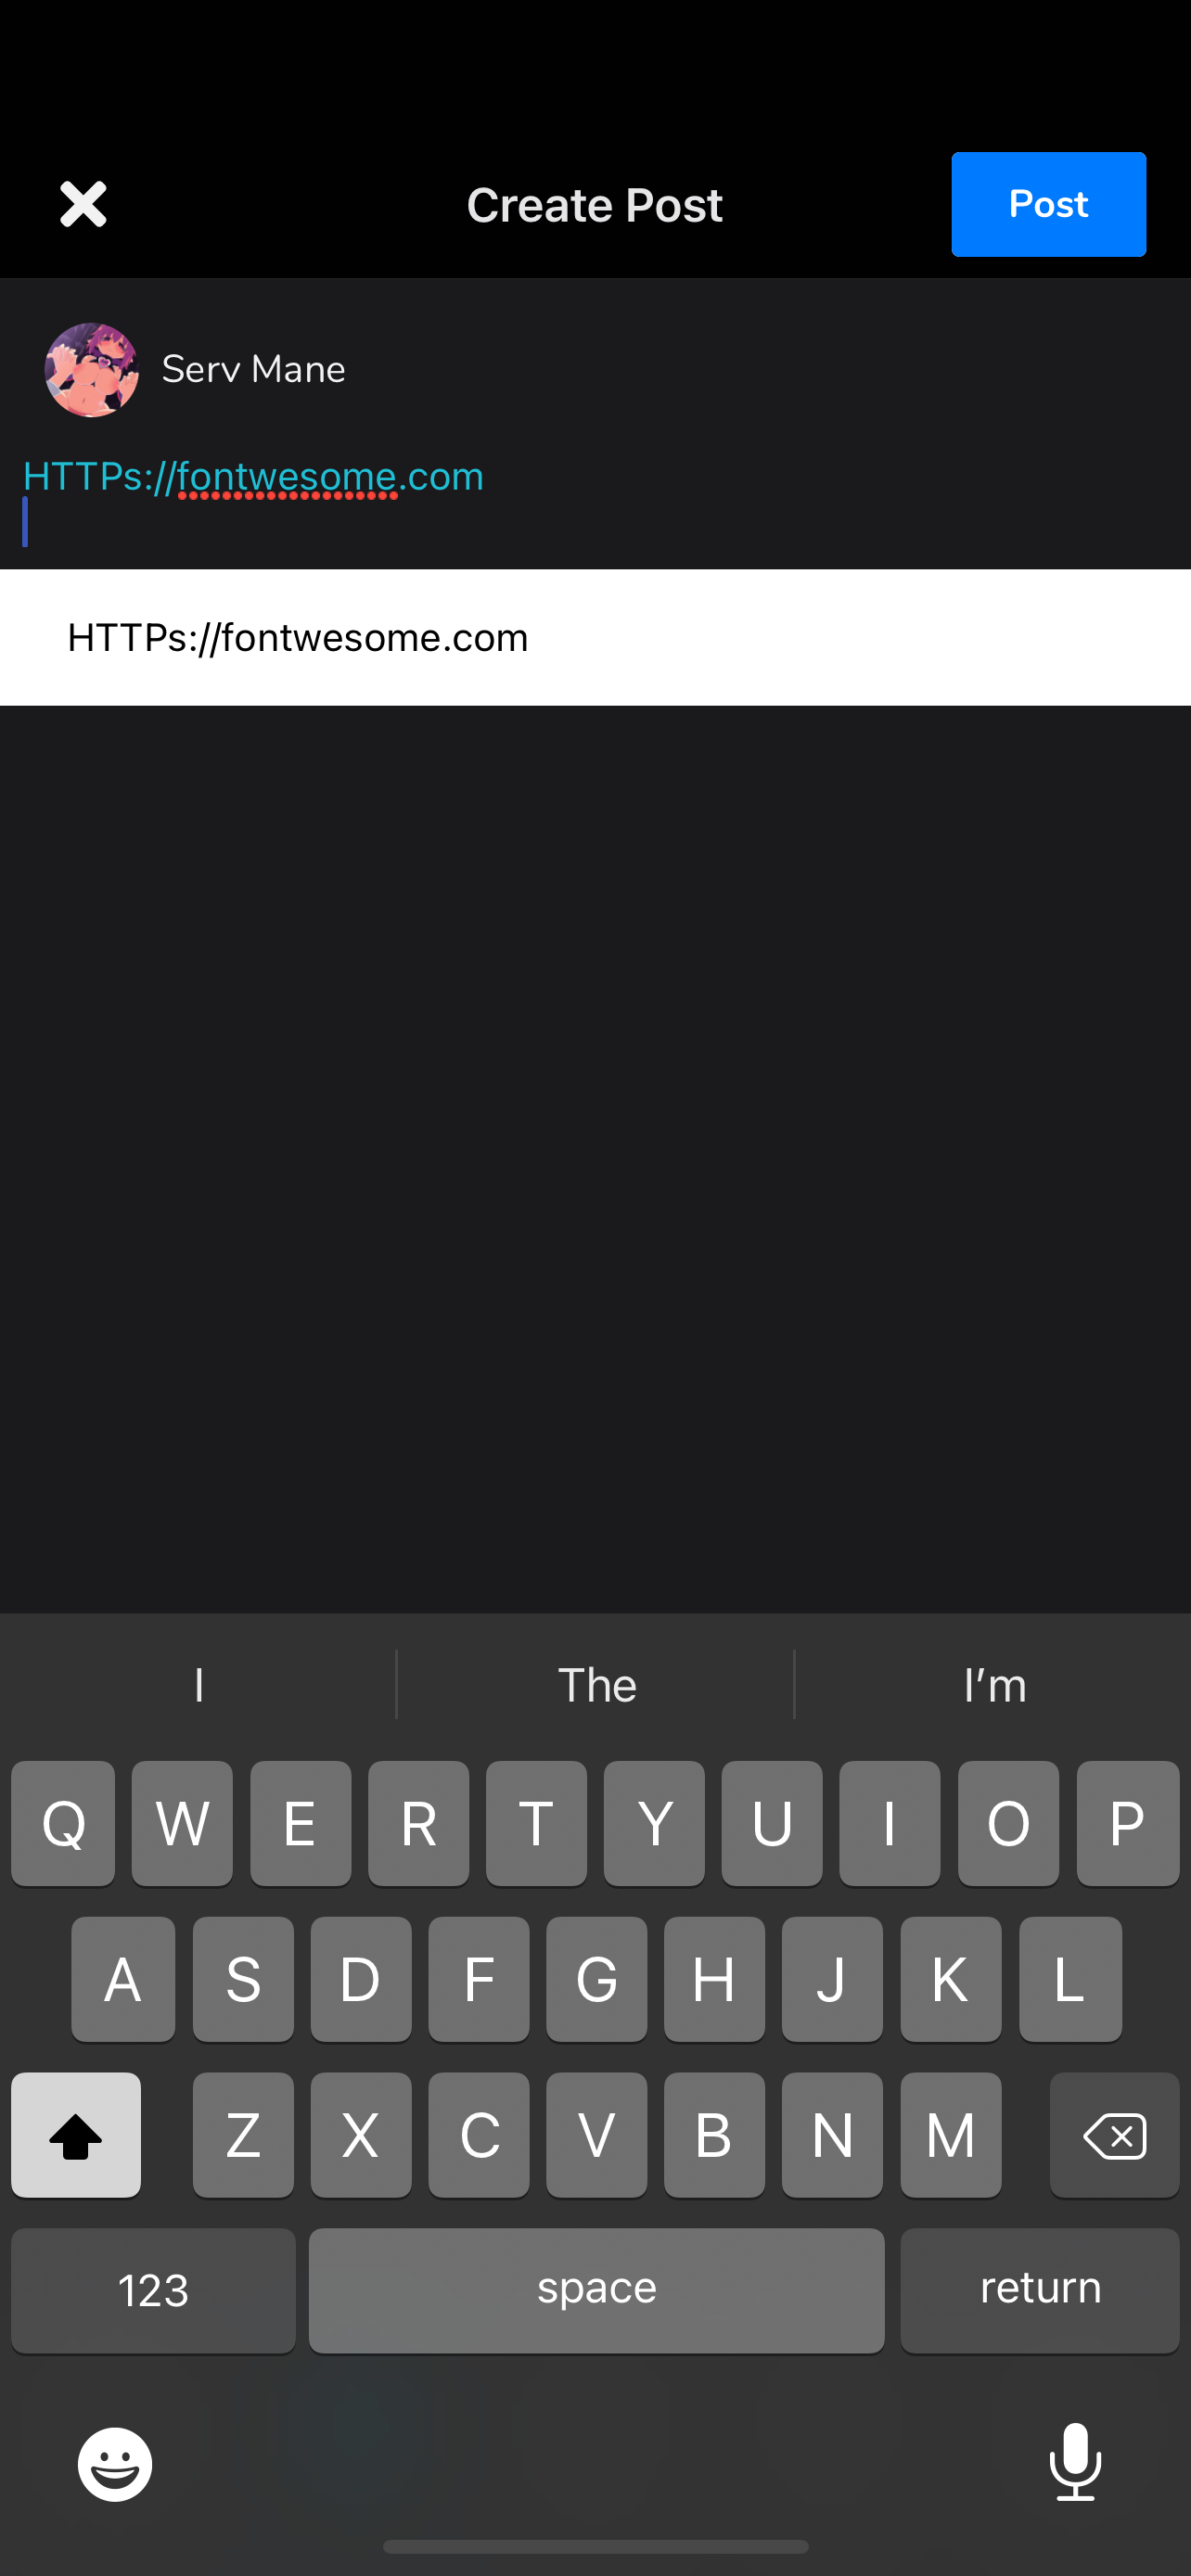 Create Post
Post
Serv Mane
HTTPs://fontwesome.com
HTTPs://fontwesome.com
I The I’m
Q W E R T Y U I O P
A S D F G H J K L
Z X C V B N M
123 space return